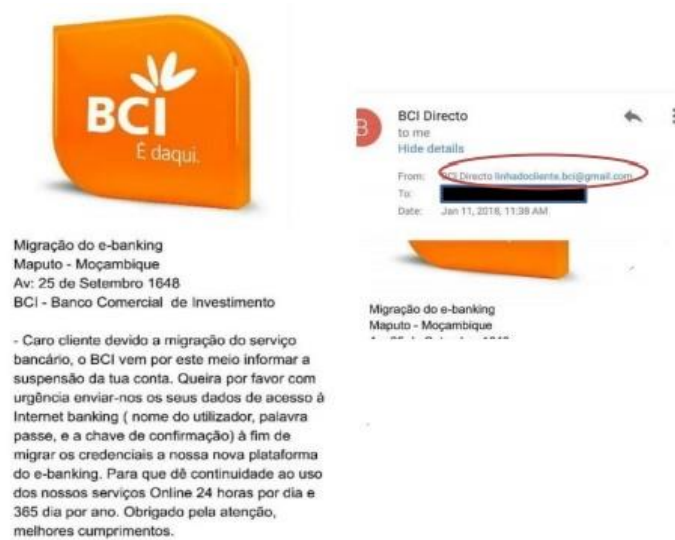 BCI
É daqui.
Migração do e-banking
Maputo - Moçambique
Av: 25 de Setembro 1648
BCI - Banco Comercial de Investimento
- Caro cliente devido a migração do serviço
bancário, o BCI vem por este meio informar a
suspensão da tua conta. Queira por favor com
urgência enviar-nos os seus dados de acesso à
Internet banking ( nome do utilizador, palavra
passe, e a chave de confirmação) à fim de
migrar os credenciais a nossa nova plataforma
do e-banking. Para que dê continuidade ao uso
dos nossos serviços Online 24 horas por dia e
365 dia por ano. Obrigado pela atenção,
melhores cumprimentos.
B
BCI Directo
to me
Hide details
From: BCI Directo linhadocliente.bci@gmail.com
To:
Date: Jan 11, 2018, 11:38 AM
Migração do e-banking
Maputo - Moçambique